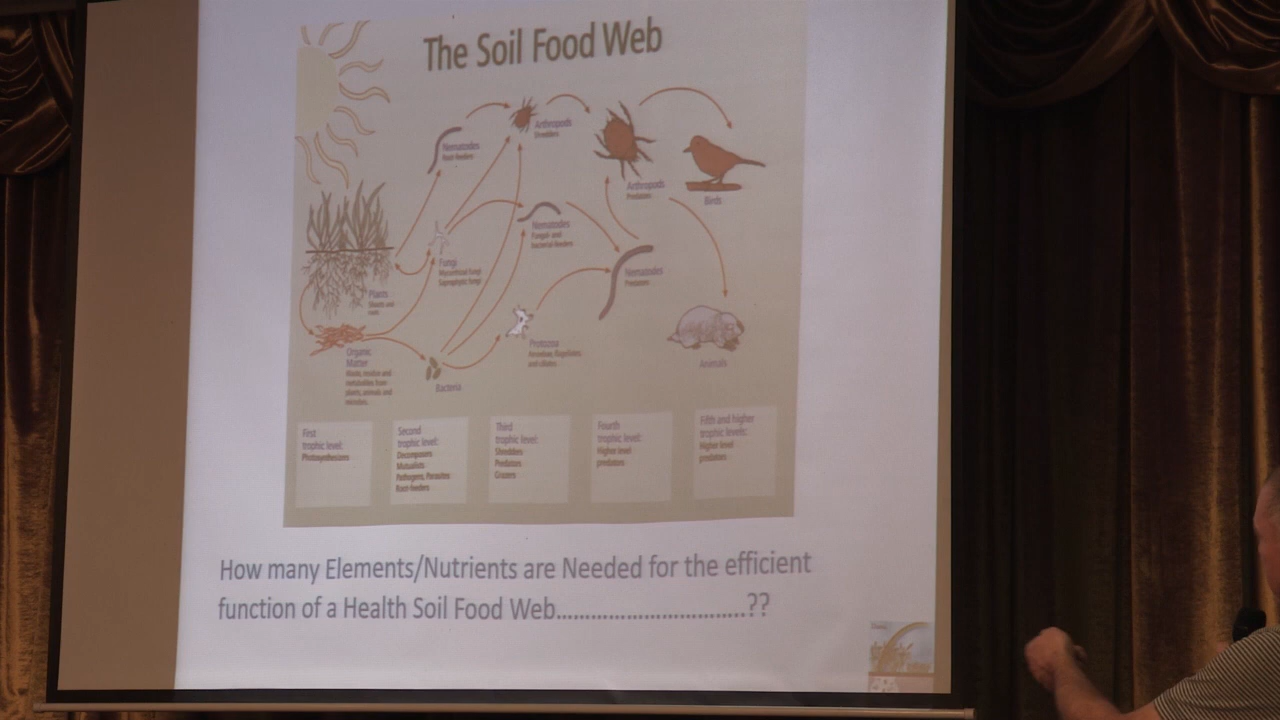 The Soil Food Web
Arthropods
Shredders
Nematodes
Root-feeders
Arthropods
Predators
Birds
Nematodes
Fungal- and
bacterial-feeders
Fungi
Mycorrhizal fungi
Saprophytic fungi
Nematodes
Predators
Plants
Shoots and
roots
Organic
Matter
Waste, residue and
metabolites from
plants, animals and
microbes.
Protozoa
Amoebae, flagellates,
and ciliates
Bacteria
Animals
First
trophic level:
Photosynthesizers
Second
trophic level:
Decomposers
Mutualists
Pathogens, Parasites
Root-feeders
Third
trophic level:
Shredders
Predators
Grazers
Fourth
trophic level:
Higher level
predators
Fifth and higher
trophic levels:
Higher level
predators
How many Elements/Nutrients are Needed for the efficient
function of a Health Soil Food Web................................??